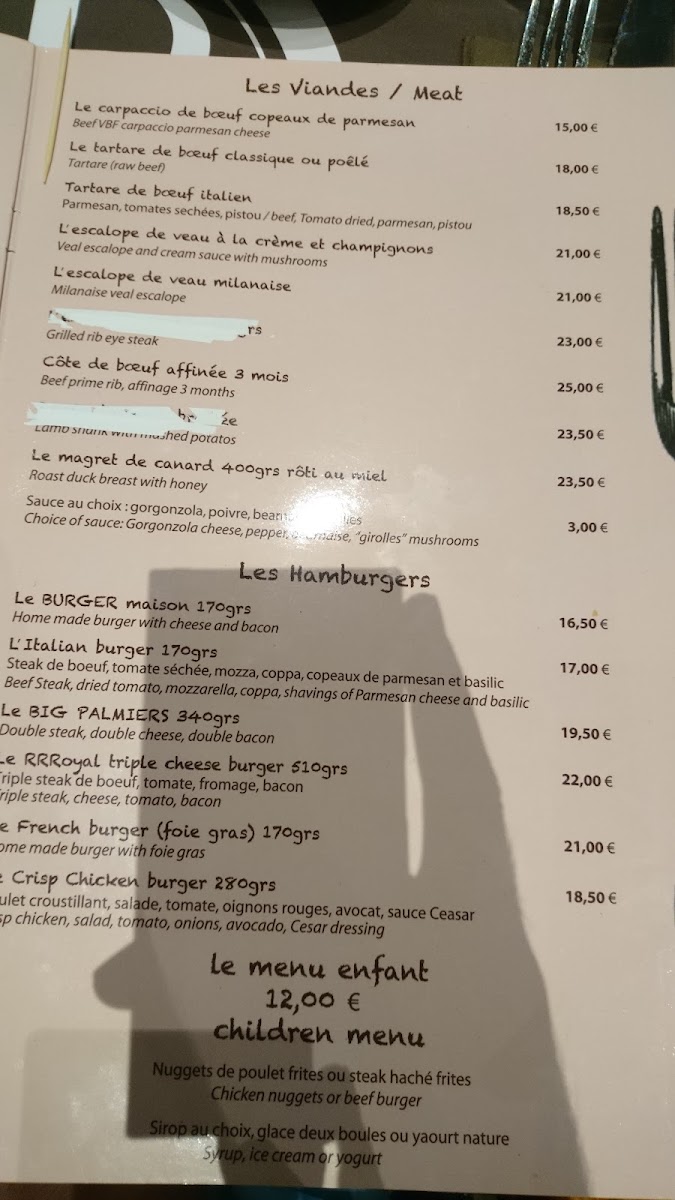 Les Viandes / Meat
Le carpaccio de bœuf copeaux de parmesan
Beef VBF carpaccio parmesan cheese
15,00 €
Le tartare de bœuf classique ou poêlé
Tartare (raw beef)
18,00 €
Tartare de bœuf italien
Parmesan, tomates sechées, pistou / beef, Tomato dried, parmesan, pistou
18,50 €
L'escalope de veau à la crème et champignons
Veal escalope and cream sauce with mushrooms
21,00 €
L'escalope de veau milanaise
Milanaise veal escalope
21,00 €
rs
Grilled rib eye steak
23,00 €
Côte de bœuf affinée 3 mois
Beef prime rib, affinage 3 months
25,00 €
Lamb shank with mashed potatos
23,50 €
Le magret de canard 400grs rôti au miel
Roast duck breast with honey
23,50 €
Sauce au choix : gorgonzola, poivre,
Choice of sauce: Gorgonzola cheese, pepper, "girolles" mushrooms
3,00 €
Les Hamburgers
Le BURGER maison 170grs
Home made burger with cheese and bacon
16,50 €
L'Italian burger 170grs
Steak de boeuf, tomate séchée, mozza, coppa, copeaux de parmesan et basilic
Beef Steak, dried tomato, mozzarella, coppa, shavings of Parmesan cheese and basilic
17,00 €
Le BIG PALMIERS 340grs
Double steak, double cheese, double bacon
19,50 €
Le RRRoyal triple cheese burger 510grs
Triple steak de boeuf, tomate, fromage, bacon
riple steak, cheese, tomato, bacon
22,00 €
e French burger (foie gras) 170grs
ome made burger with foie gras
21,00 €
e Crisp Chicken burger 280grs
ulet croustillant, salade, tomate, oignons rouges, avocat, sauce Ceasar
sp chicken, salad, tomato, onions, avocado, Cesar dressing
18,50 €
le menu enfant
12,00 €
children menu
Nuggets de poulet frites ou steak haché frites
Chicken nuggets or beef burger
Sirop au choix, glace deux boules ou yaourt nature
Syrup, ice cream or yogurt